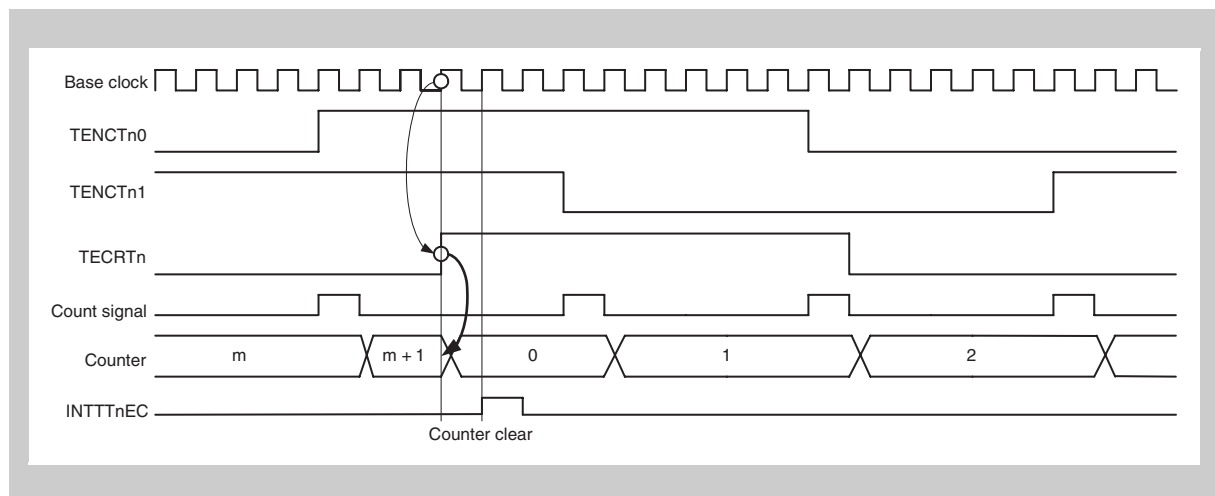 Base clock
TENCTn0
TENCTn1
TECRTn
Count signal
Counter
m
m + 1
0
1
2
INTTTnEC
Counter clear